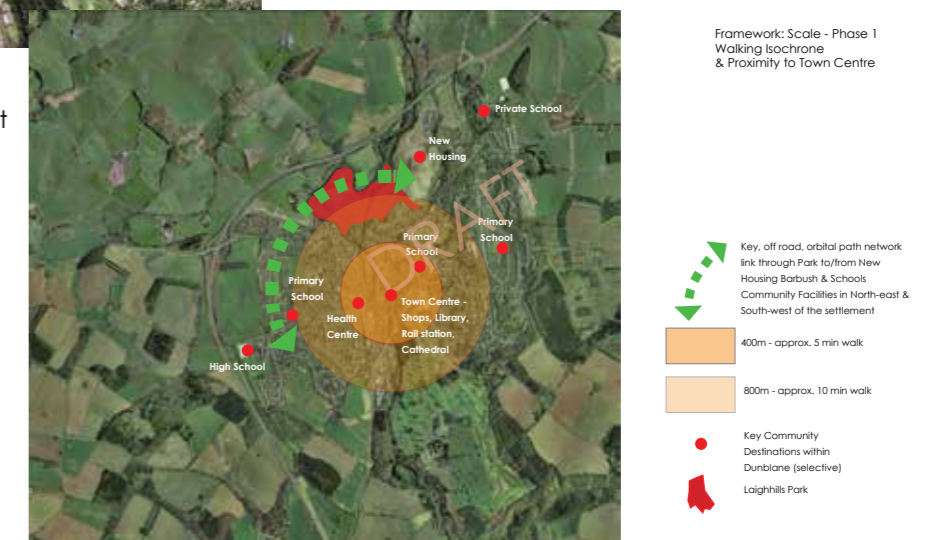 t
Framework: Scale - Phase 1
Walking Isochrone
& Proximity to Town Centre
Private School
New
Housing
DRAFT
Primary
School
Primary
School
Primary
School
Health
Centre
Town Centre -
Shops, Library,
Rail station,
Cathedral
High School
Key, off road, orbital path network
link through Park to/from New
Housing Barbush & Schools
Community Facilities in North-east &
South-west of the settlement
400m - approx. 5 min walk
800m - approx. 10 min walk
Key Community
Destinations within
Dunblane (selective)
Laighhills Park